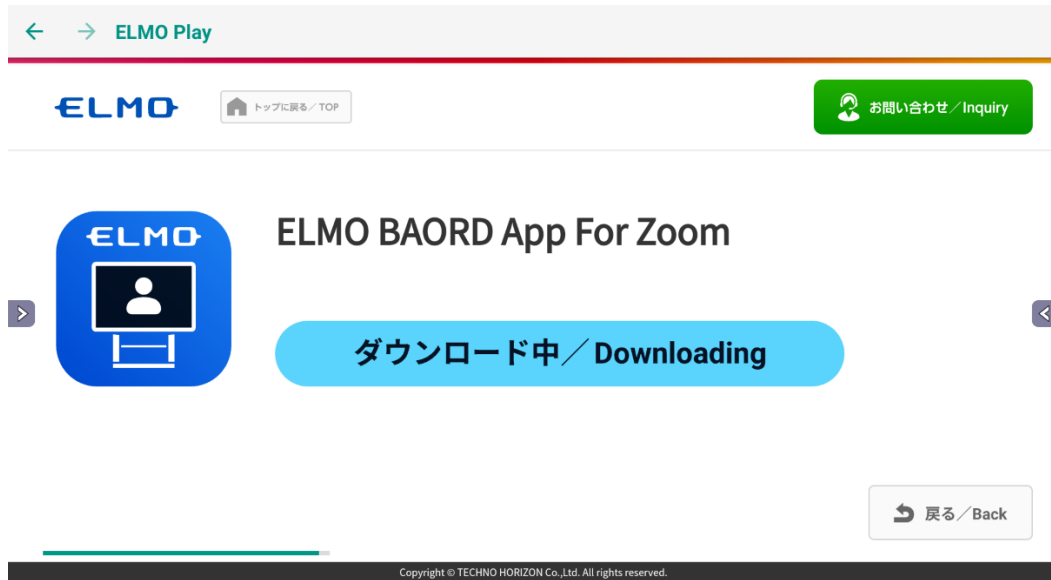 ELMO Play
ELMO
トップに戻る／TOP
お問い合わせ／Inquiry
ELMO
ELMO BAORD App For Zoom
ダウンロード中／Downloading
戻る／Back
Copyright © TECHNO HORIZON Co.,Ltd. All rights reserved.